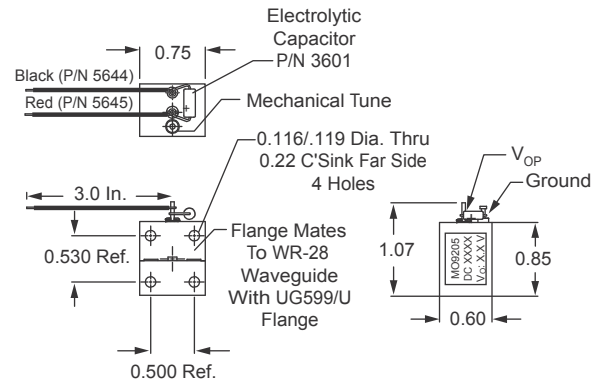 Electrolytic
Capacitor
P/N 3601
0.75
Black (P/N 5644)
Red (P/N 5645)
Mechanical Tune
0.116/.119 Dia. Thru
0.22 C'Sink Far Side
4 Holes
3.0 In.
0.530 Ref.
Flange Mates
To WR-28
Waveguide
With UG599/U
Flange
0.500 Ref.
VOP
Ground
1.07
MO9205
DC XXXX
VO: X.X V
0.85
0.60